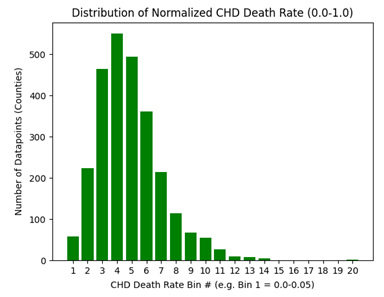 Distribution of Normalized CHD Death Rate (0.0-1.0)
Number of Datapoints (Counties)
500
400
300
200
100
0
1 2 3 4 5 6 7 8 9 10 11 12 13 14 15 16 17 18 19 20
CHD Death Rate Bin # (e.g. Bin 1 = 0.0-0.05)